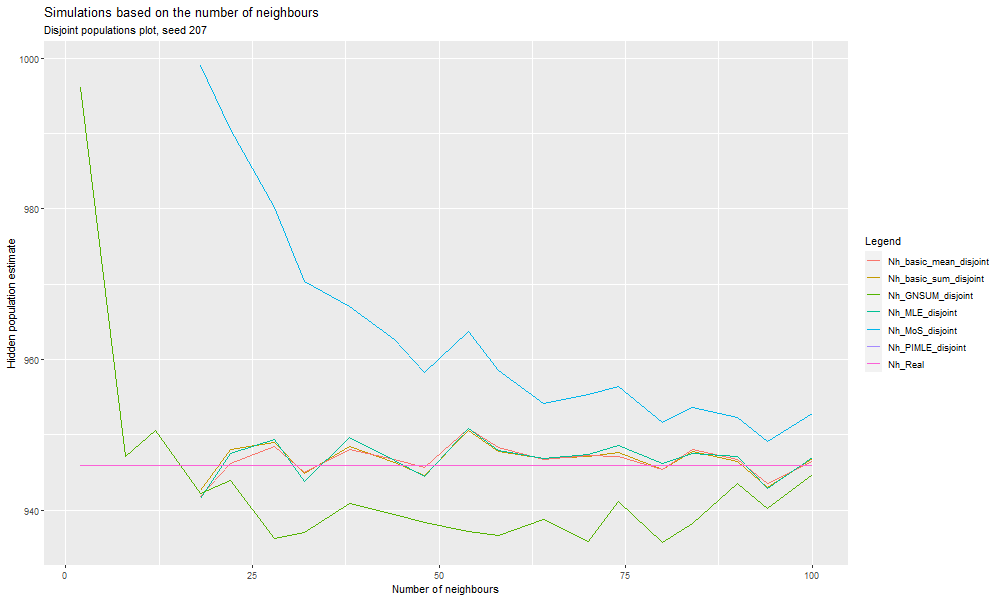 Simulations based on the number of neighbours
Disjoint populations plot, seed 207
1000
980
960
940
Hidden population estimate
0
25
50
75
100
Number of neighbours
Legend
Nh_basic_mean_disjoint
Nh_basic_sum_disjoint
Nh_GNSUM_disjoint
Nh_MLE_disjoint
Nh_MoS_disjoint
Nh_PIMLE_disjoint
Nh_Real